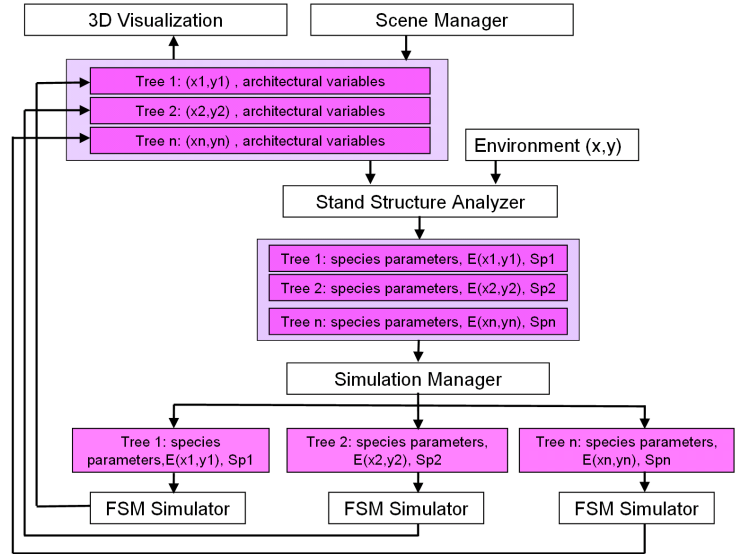 3D Visualization
Scene Manager
Tree 1: (x1,y1) , architectural variables
Tree 2: (x2,y2) , architectural variables
Tree n: (xn,yn) , architectural variables
Environment (x,y)
Stand Structure Analyzer
Tree 1: species parameters, E(x1,y1), Sp1
Tree 2: species parameters, E(x2,y2), Sp2
Tree n: species parameters, E(xn,yn), Spn
Simulation Manager
Tree 1: species
parameters,E(x1,y1), Sp1
Tree 2: species parameters,
E(x2,y2), Sp2
Tree n: species parameters,
E(xn,yn), Spn
FSM Simulator
FSM Simulator
FSM Simulator